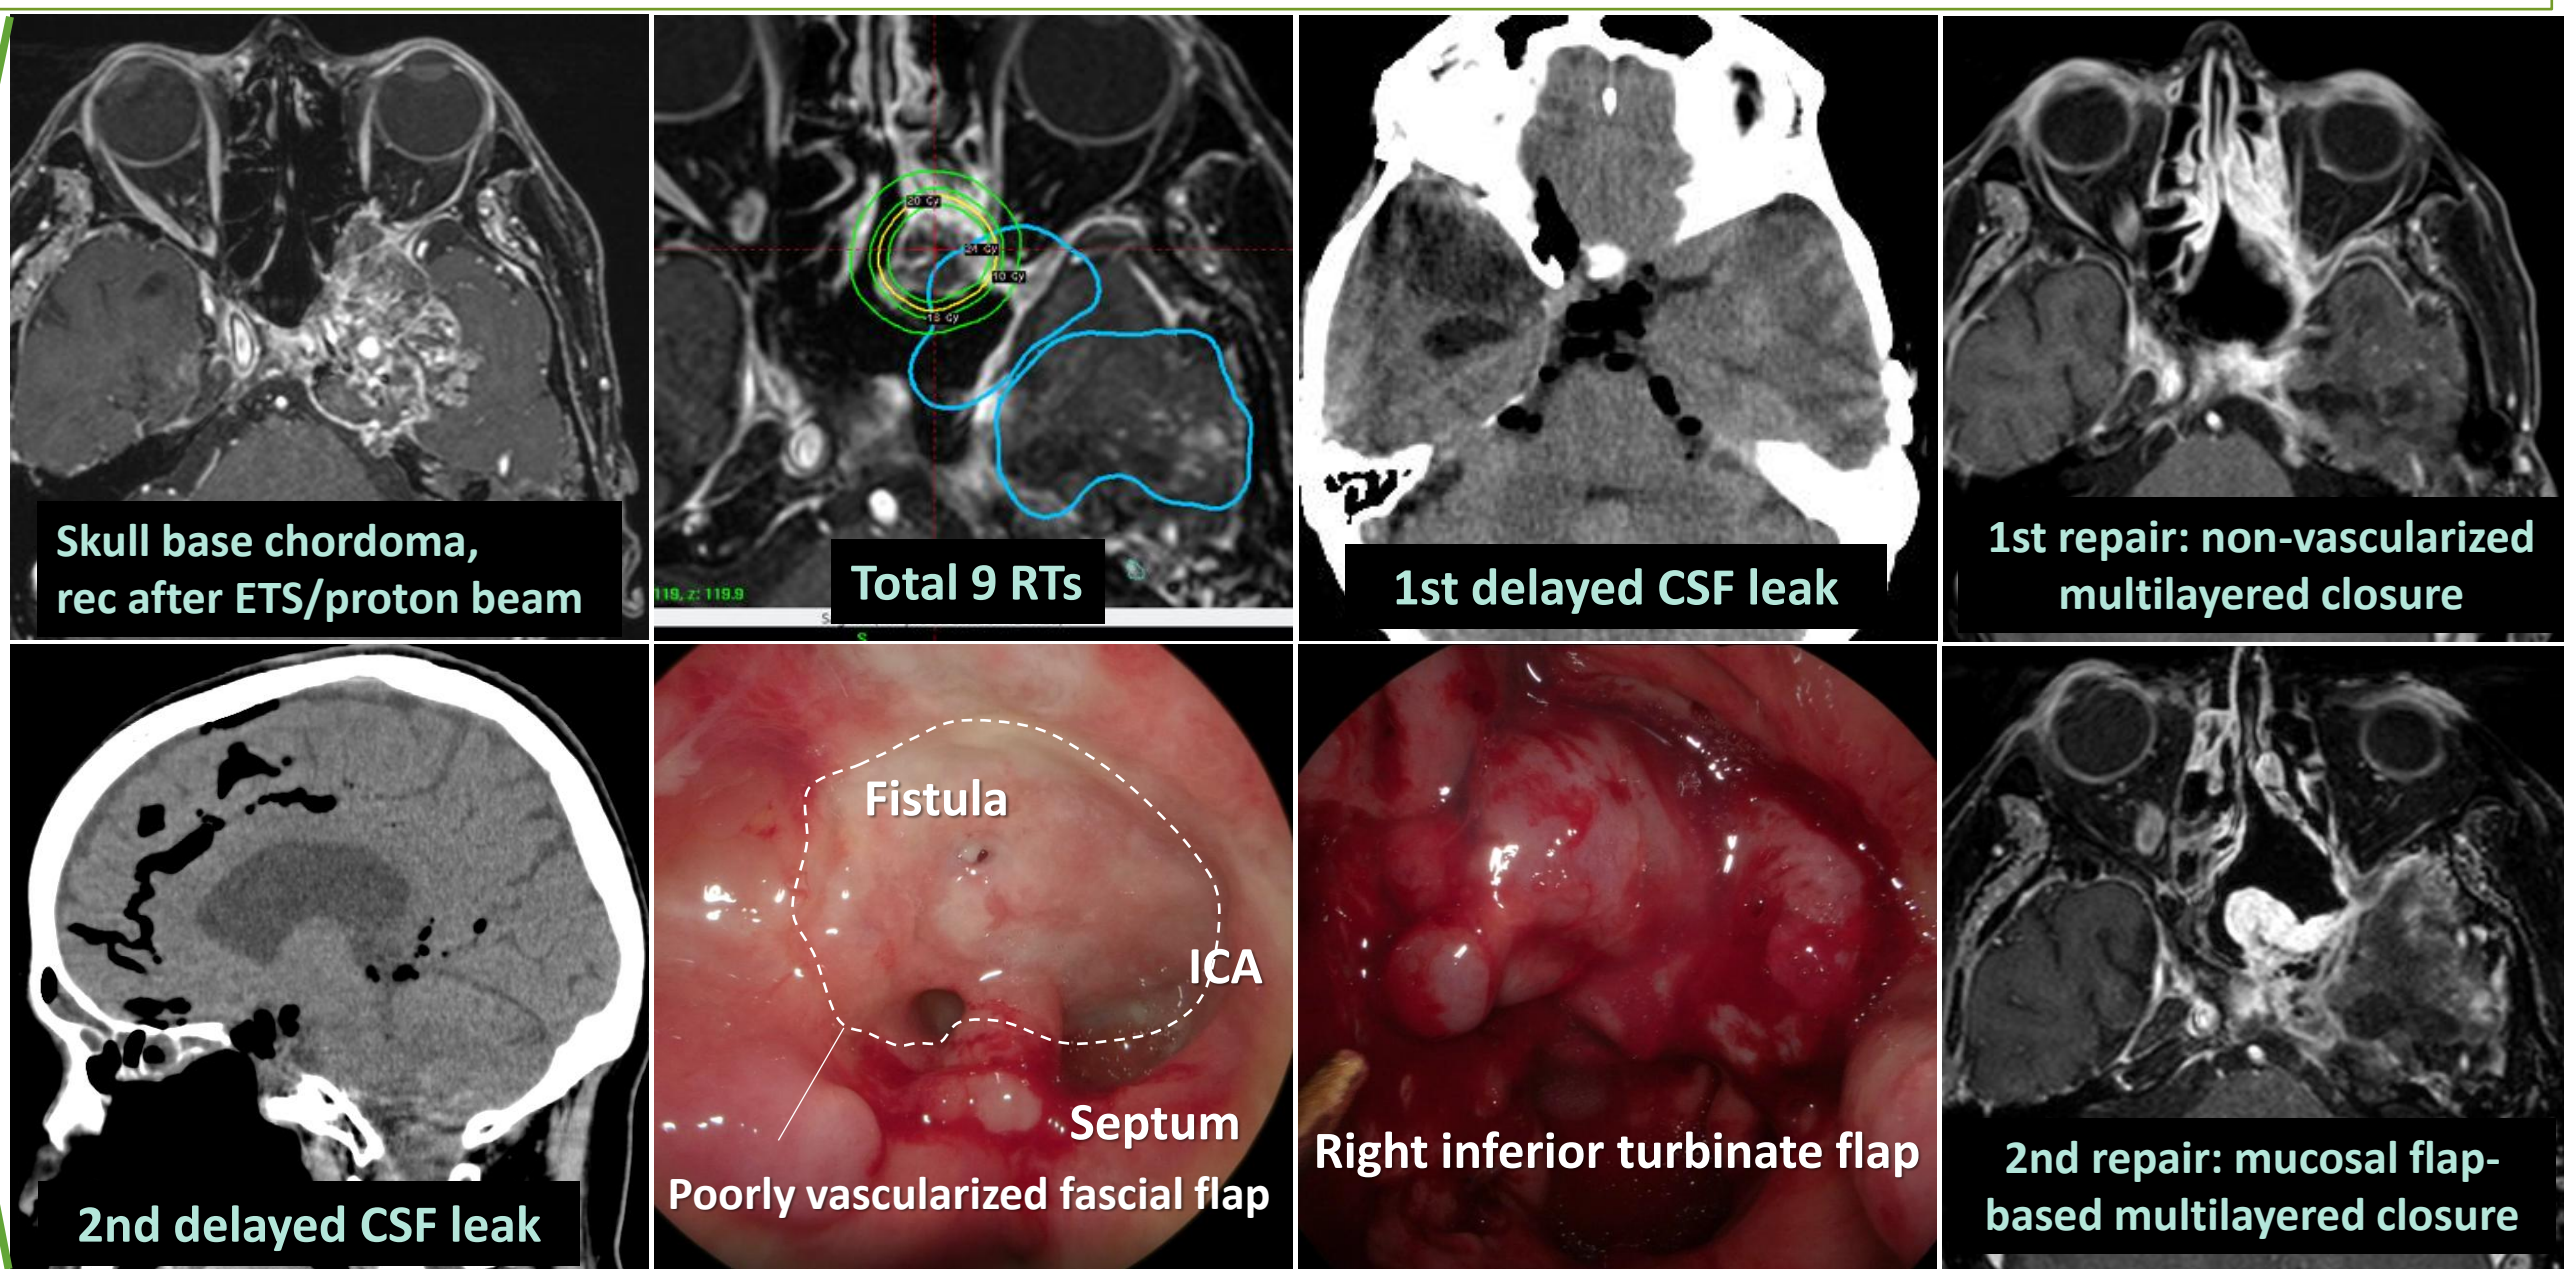 20 Gy
21 Gy
10 Gy
18 Gy
119, z: 119.9
S
Skull base chordoma,
rec after ETS/proton beam
Total 9 RTs
1st delayed CSF leak
1st repair: non-vascularized
multilayered closure
2nd delayed CSF leak
Fistula
ICA
Septum
Poorly vascularized fascial flap
Right inferior turbinate flap
2nd repair: mucosal flap-
based multilayered closure